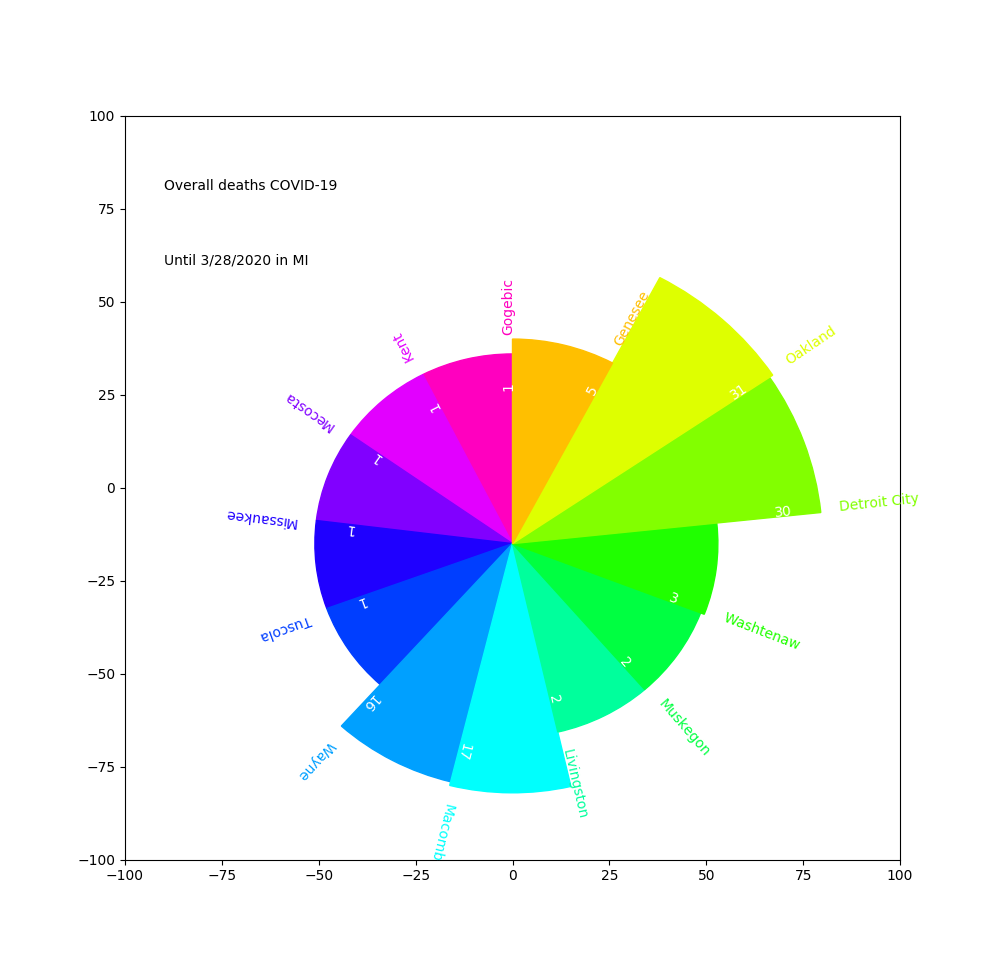 Overall deaths COVID-19
Until 3/28/2020 in MI
100
75
50
25
0
−25
−50
−75
−100
−100
−75
−50
−25
0
25
50
75
100
Gogebic
1
Genesee
5
Oakland
31
Detroit City
30
Washtenaw
3
Muskegon
2
Livingston
2
Macomb
17
Wayne
16
Tuscola
1
Missaukee
1
Mecosta
1
Kent
1